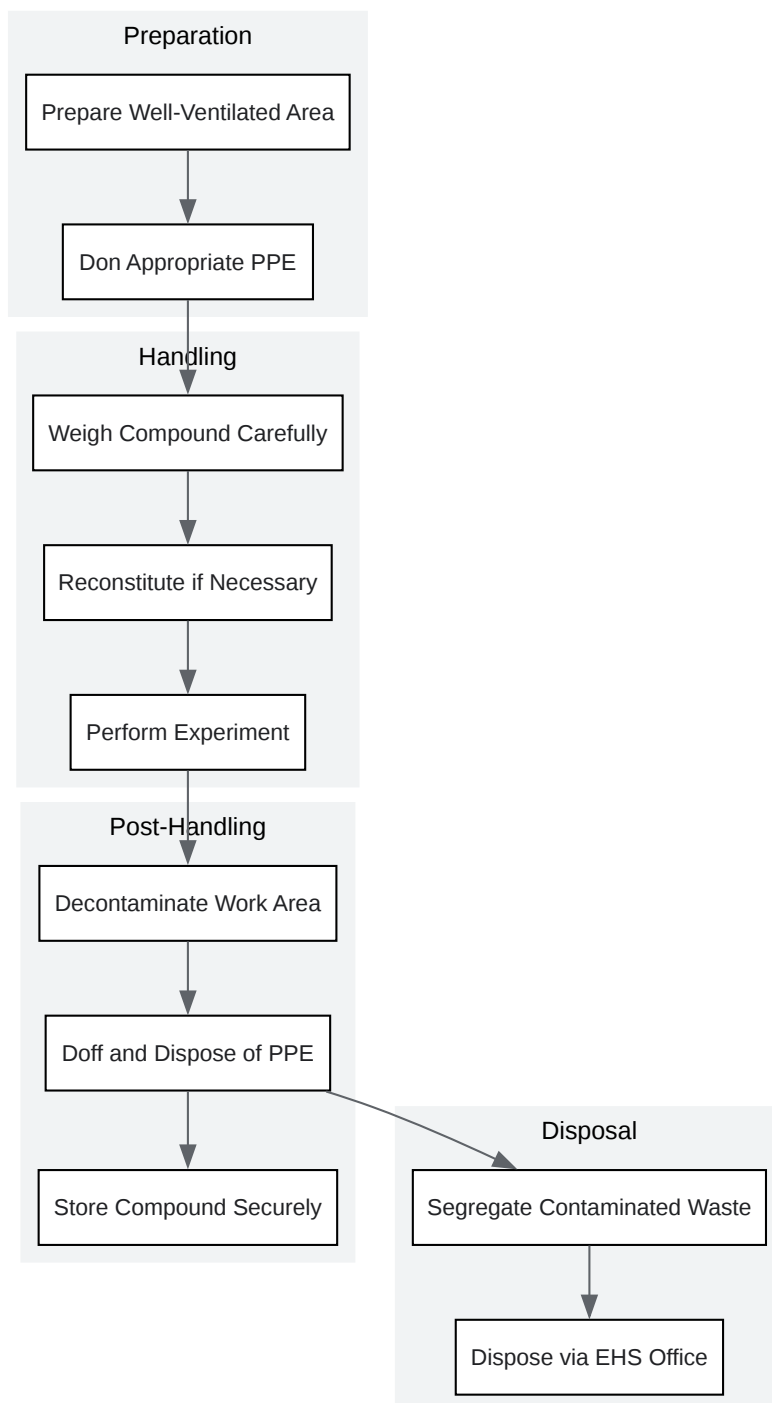 Preparation
Prepare Well-Ventilated Area
Don Appropriate PPE
Handling
Weigh Compound Carefully
Reconstitute if Necessary
Perform Experiment
Post-Handling
Decontaminate Work Area
Doff and Dispose of PPE
Store Compound Securely
Disposal
Segregate Contaminated Waste
Dispose via EHS Office